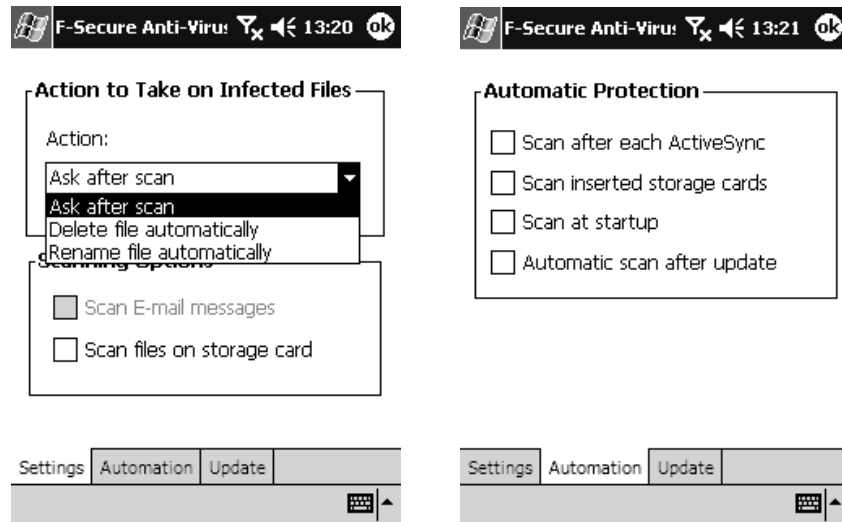 F-Secure Anti-Viru: 13:20 ok
Action to Take on Infected Files
Action:
Ask after scan
Ask after scan
Delete file automatically
Rename file automatically
Scanning Options
Scan E-mail messages
Scan files on storage card
Settings Automation Update
F-Secure Anti-Viru: 13:21 ok
Automatic Protection
Scan after each ActiveSync
Scan inserted storage cards
Scan at startup
Automatic scan after update
Settings Automation Update